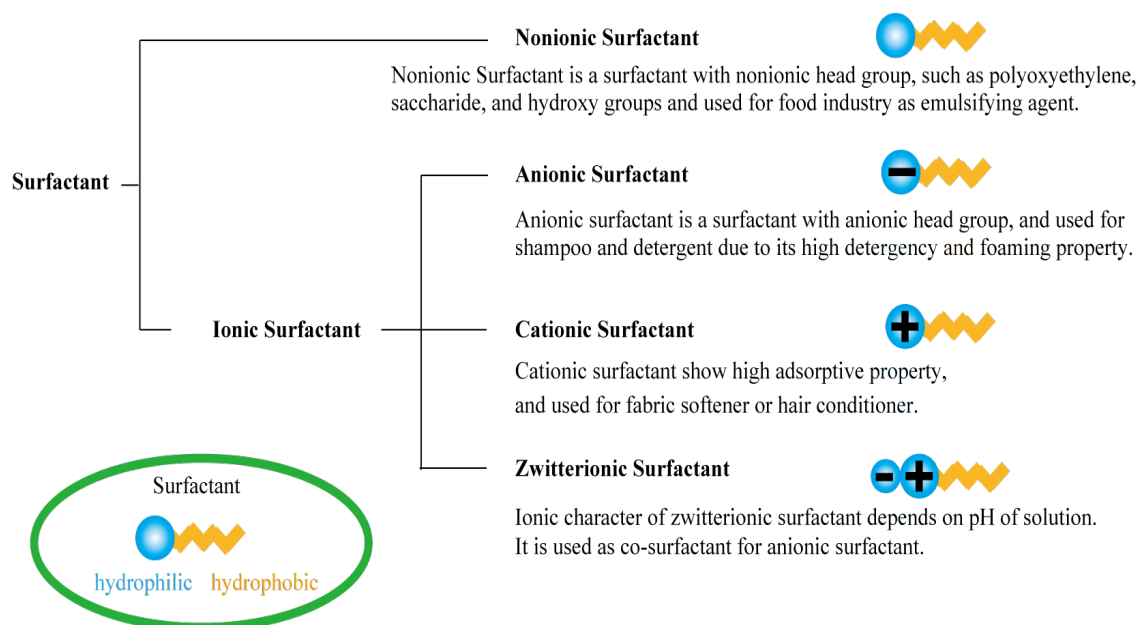 Nonionic Surfactant
Nonionic Surfactant is a surfactant with nonionic head group, such as polyoxyethylene,
saccharide, and hydroxy groups and used for food industry as emulsifying agent.
Surfactant
Anionic Surfactant
Anionic surfactant is a surfactant with anionic head group, and used for
shampoo and detergent due to its high detergency and foaming property.
Ionic Surfactant
Cationic Surfactant
Cationic surfactant show high adsorptive property,
and used for fabric softener or hair conditioner.
Zwitterionic Surfactant
Ionic character of zwitterionic surfactant depends on pH of solution.
It is used as co-surfactant for anionic surfactant.
Surfactant
hydrophilic hydrophobic